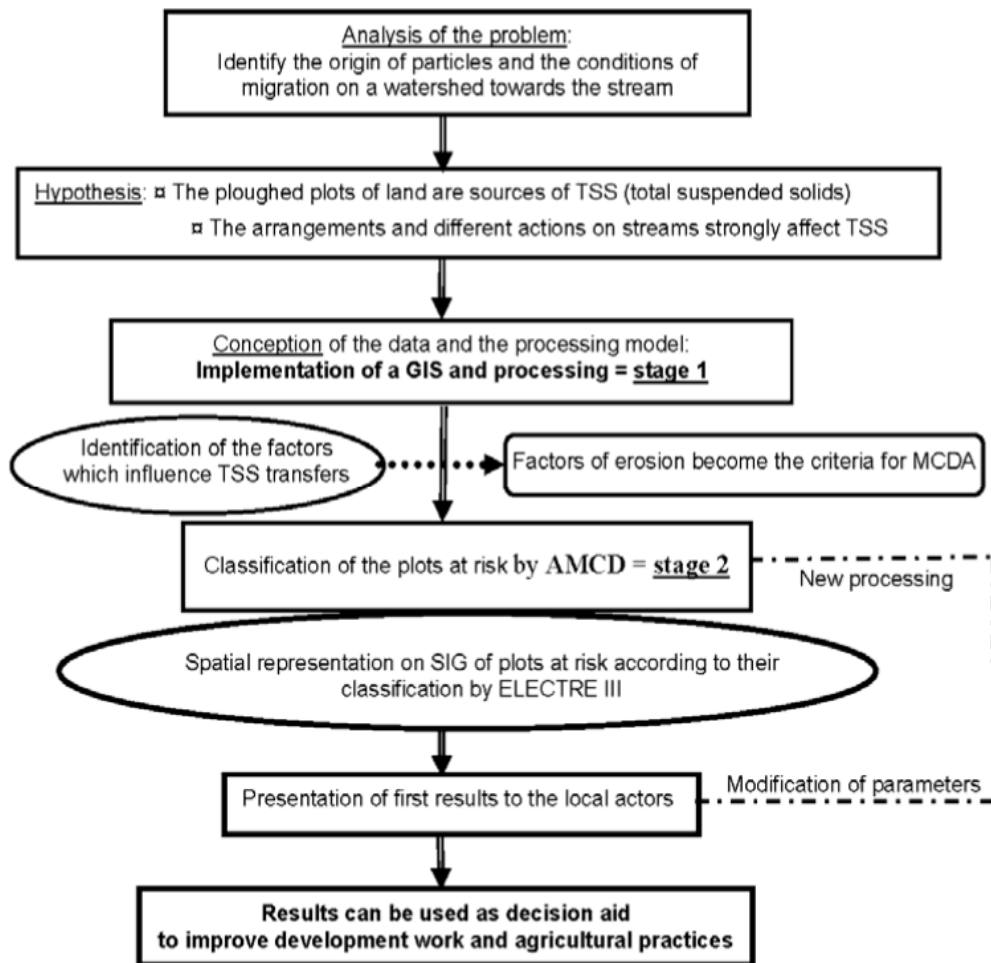 Analysis of the problem:
Identify the origin of particles and the conditions of
migration on a watershed towards the stream
Hypothesis: ¤ The ploughed plots of land are sources of TSS (total suspended solids)
¤ The arrangements and different actions on streams strongly affect TSS
Conception of the data and the processing model:
Implementation of a GIS and processing = stage 1
Identification of the factors
which influence TSS transfers
Factors of erosion become the criteria for MCDA
Classification of the plots at risk by AMCD = stage 2
New processing
Spatial representation on SIG of plots at risk according to their
classification by ELECTRE III
Presentation of first results to the local actors
Modification of parameters
Results can be used as decision aid
to improve development work and agricultural practices